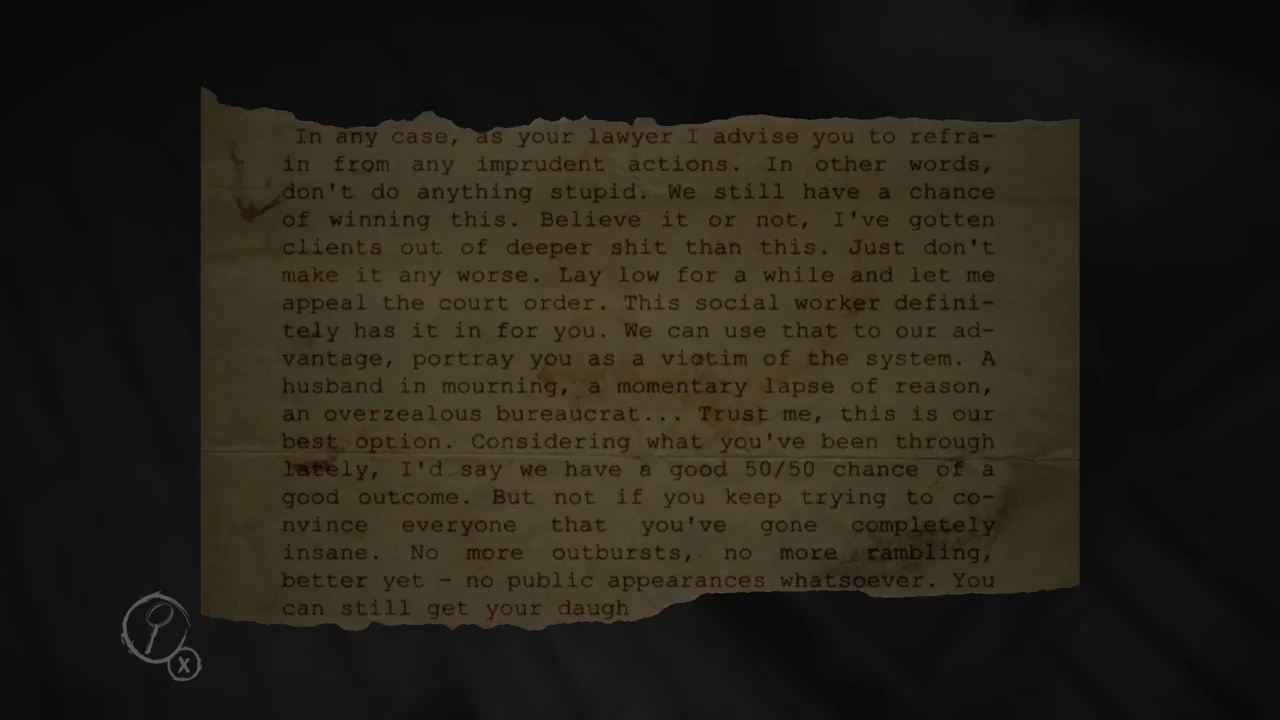 In any case, as your lawyer I advise you to refra-
in from any imprudent actions. In other words,
don't do anything stupid. We still have a chance
of winning this. Believe it or not, I've gotten
clients out of deeper shit than this. Just don't
make it any worse. Lay low for a while and let me
appeal the court order. This social worker defini-
tely has it in for you. We can use that to our ad-
vantage, portray you as a victim of the system. A
husband in mourning, a momentary lapse of reason,
an overzealous bureaucrat... Trust me, this is our
best option. Considering what you've been through
lately, I'd say we have a good 50/50 chance of a
good outcome. But not if you keep trying to co-
nvince everyone that you've gone completely
insane. No more outbursts, no more rambling,
better yet - no public appearances whatsoever. You
can still get your daugh
X